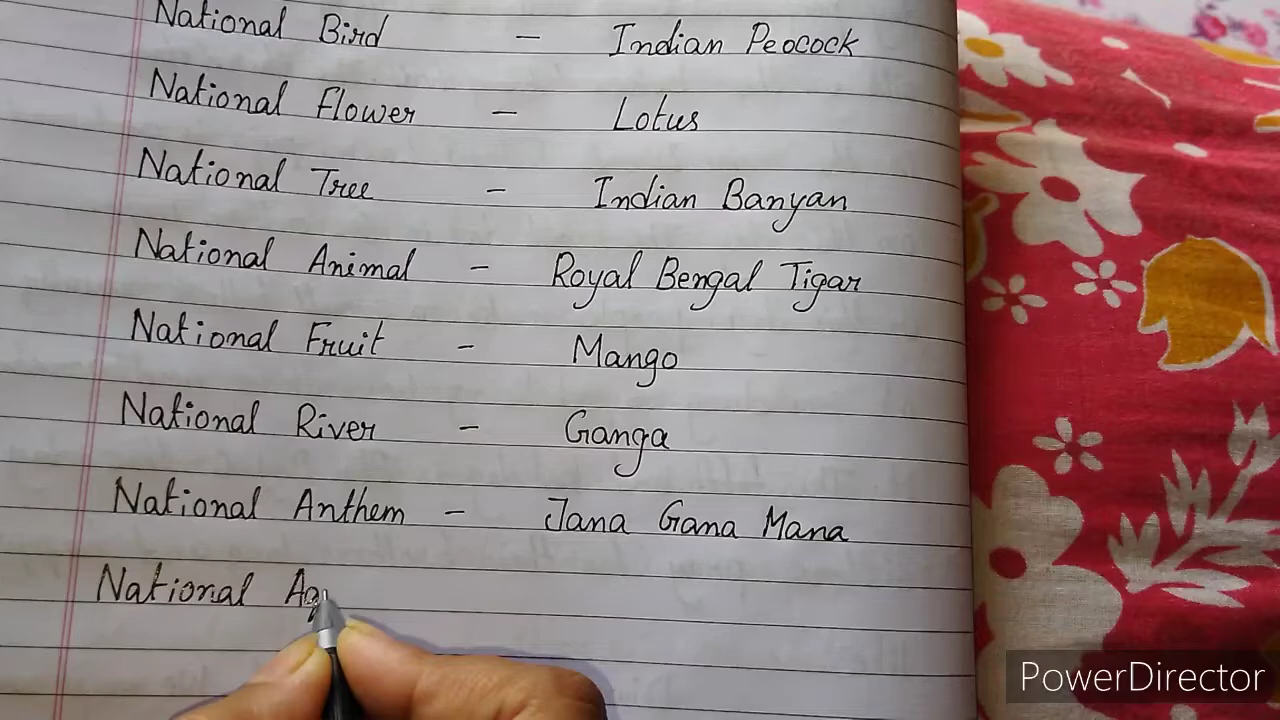 National Bird - Indian Peocock
National Flower - Lotus
National Tree - Indian Banyan
National Animal - Royal Bengal Tigar
National Fruit - Mango
National River - Ganga
National Anthem - Jana Gana Mana
National
PowerDirector